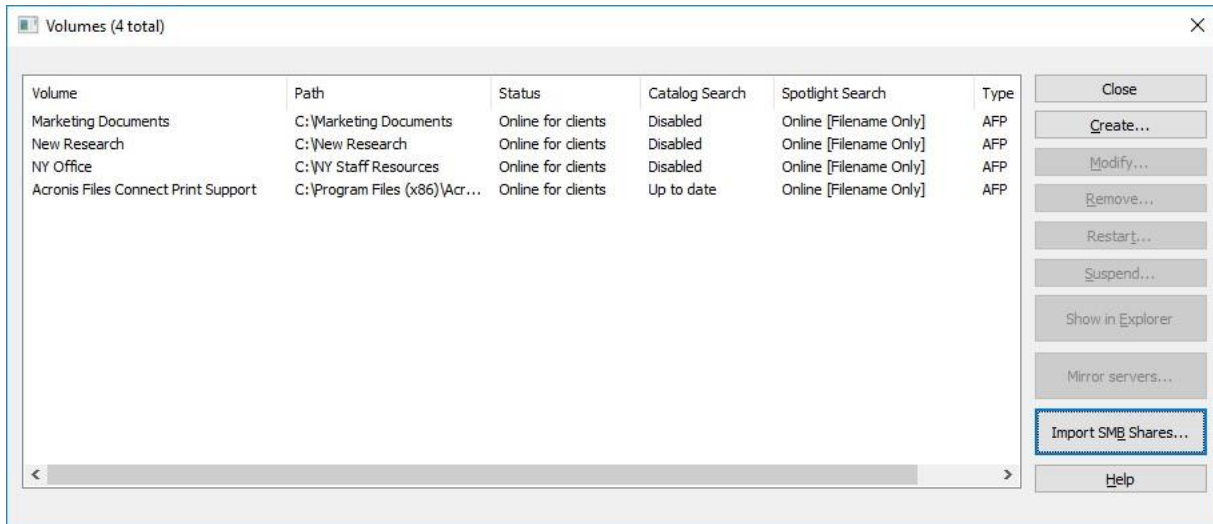 Volumes (4 total)
Volume Path Status Catalog Search Spotlight Search Type
Marketing Documents C:\Marketing Documents Online for clients Disabled Online [Filename Only] AFP
New Research C:\New Research Online for clients Disabled Online [Filename Only] AFP
NY Office C:\NY Staff Resources Online for clients Disabled Online [Filename Only] AFP
Acronis Files Connect Print Support C:\Program Files (x86)\Acr... Online for clients Up to date Online [Filename Only] AFP
Close
Create...
Modify...
Remove...
Restart...
Suspend...
Show in Explorer
Mirror servers...
Import SMB Shares...
Help